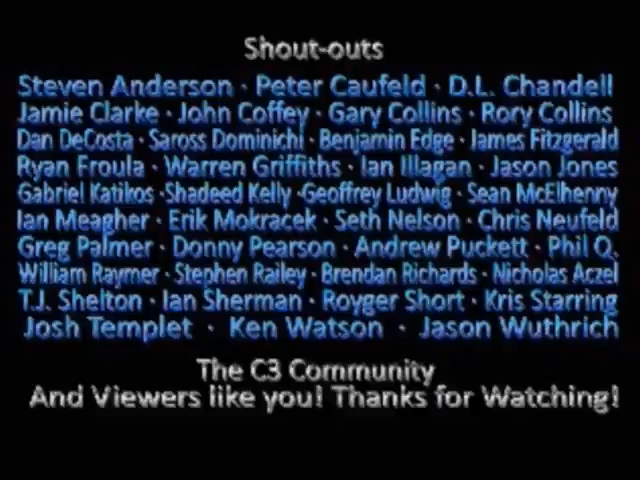 Shout-outs
Steven Anderson · Peter Caufeld · D.L. Chandell
Jamie Clarke · John Coffey · Gary Collins · Rory Collins
Dan DeCosta · Saross Dominichi · Benjamin Edge · James Fitzgerald
Ryan Froula · Warren Griffiths · Ian Illagan · Jason Jones
Gabriel Katikos · Shadeed Kelly · Geoffrey Ludwig · Sean McElhenny
Ian Meagher · Erik Mokracek · Seth Nelson · Chris Neufeld
Greg Palmer · Donny Pearson · Andrew Puckett · Phil Q.
William Raymer · Stephen Railey · Brendan Richards · Nicholas Aczel
T.J. Shelton · Ian Sherman · Royger Short · Kris Starring
Josh Templet · Ken Watson · Jason Wuthrich
The C3 Community
And Viewers like you! Thanks for Watching!